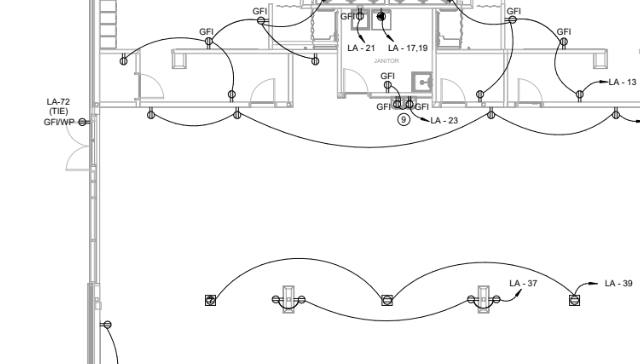 GFI
GFI
GFI
GFI
GFI
LA - 21
LA - 17,19
JANITOR
GFI
LA - 13
LA-72
(TIE)
GFI/WP
GFI
GFI
9
LA - 23
LA - 37
LA - 39